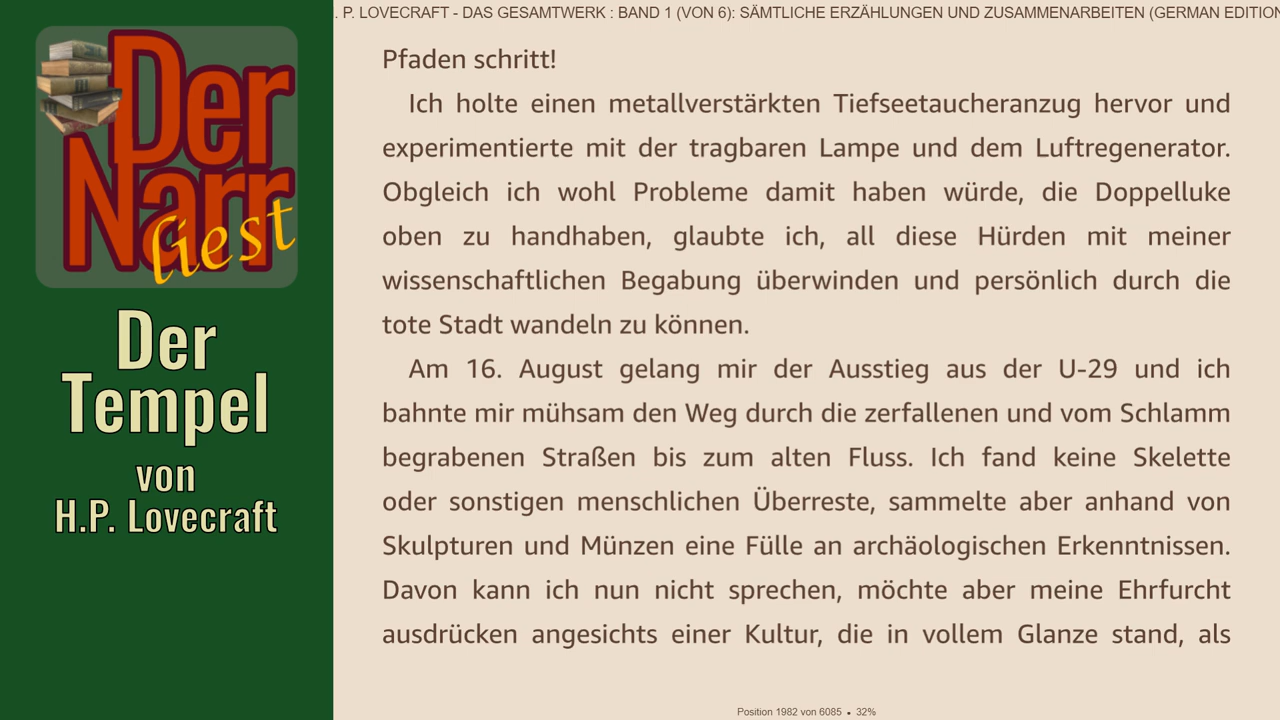 Der
Narr
liest
Der
Tempel
von
H.P. Lovecraft
. P. LOVECRAFT - DAS GESAMTWERK : BAND 1 (VON 6): SÄMTLICHE ERZÄHLUNGEN UND ZUSAMMENARBEITEN (GERMAN EDITION
Pfaden schritt!
Ich holte einen metallverstärkten Tiefseetaucheranzug hervor und
experimentierte mit der tragbaren Lampe und dem Luftregenerator.
Obgleich ich wohl Probleme damit haben würde, die Doppelluke
oben zu handhaben, glaubte ich, all diese Hürden mit meiner
wissenschaftlichen Begabung überwinden und persönlich durch die
tote Stadt wandeln zu können.
Am 16. August gelang mir der Ausstieg aus der U-29 und ich
bahnte mir mühsam den Weg durch die zerfallenen und vom Schlamm
begrabenen Straßen bis zum alten Fluss. Ich fand keine Skelette
oder sonstigen menschlichen Überreste, sammelte aber anhand von
Skulpturen und Münzen eine Fülle an archäologischen Erkenntnissen.
Davon kann ich nun nicht sprechen, möchte aber meine Ehrfurcht
ausdrücken angesichts einer Kultur, die in vollem Glanze stand, als
Position 1982 von 6085 • 32%